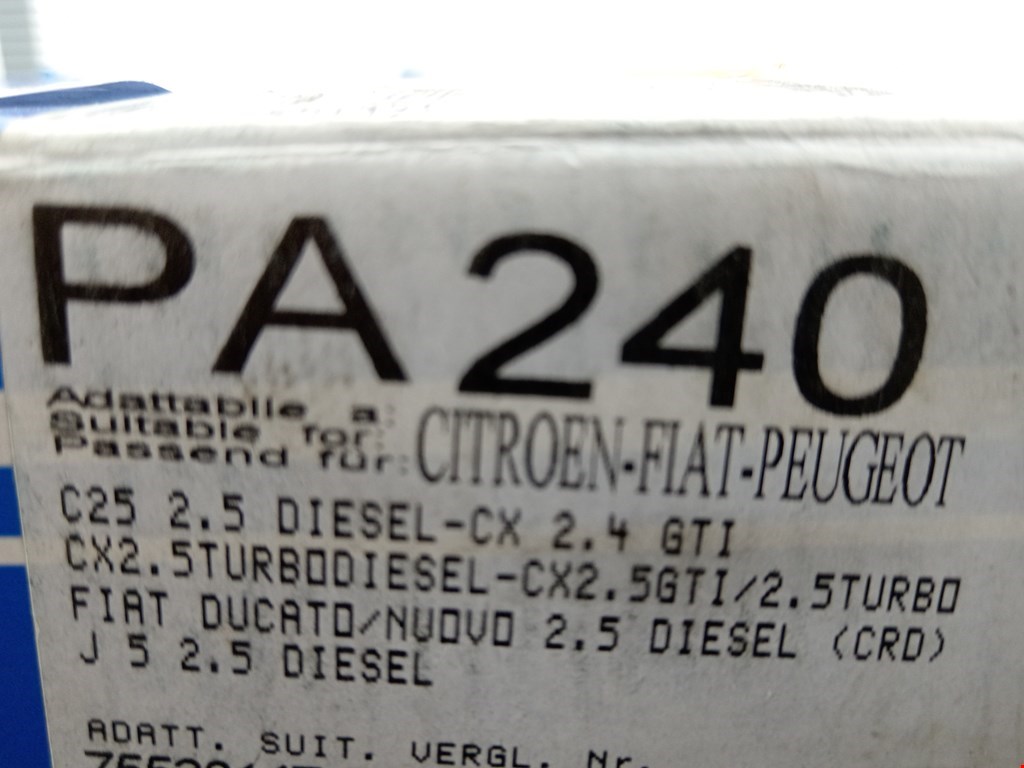 PA240
Adattabile a:
Suitable for:
Passend für: CITROEN-FIAT-PEUGEOT
C25 2.5 DIESEL-CX 2.4 GTI
CX2.5TURBODIESEL-CX2.5GTI/2.5TURBO
FIAT DUCATO/NUOVO 2.5 DIESEL (CRD)
J 5 2.5 DIESEL
ADATT. SUIT. VERGL. Nr.